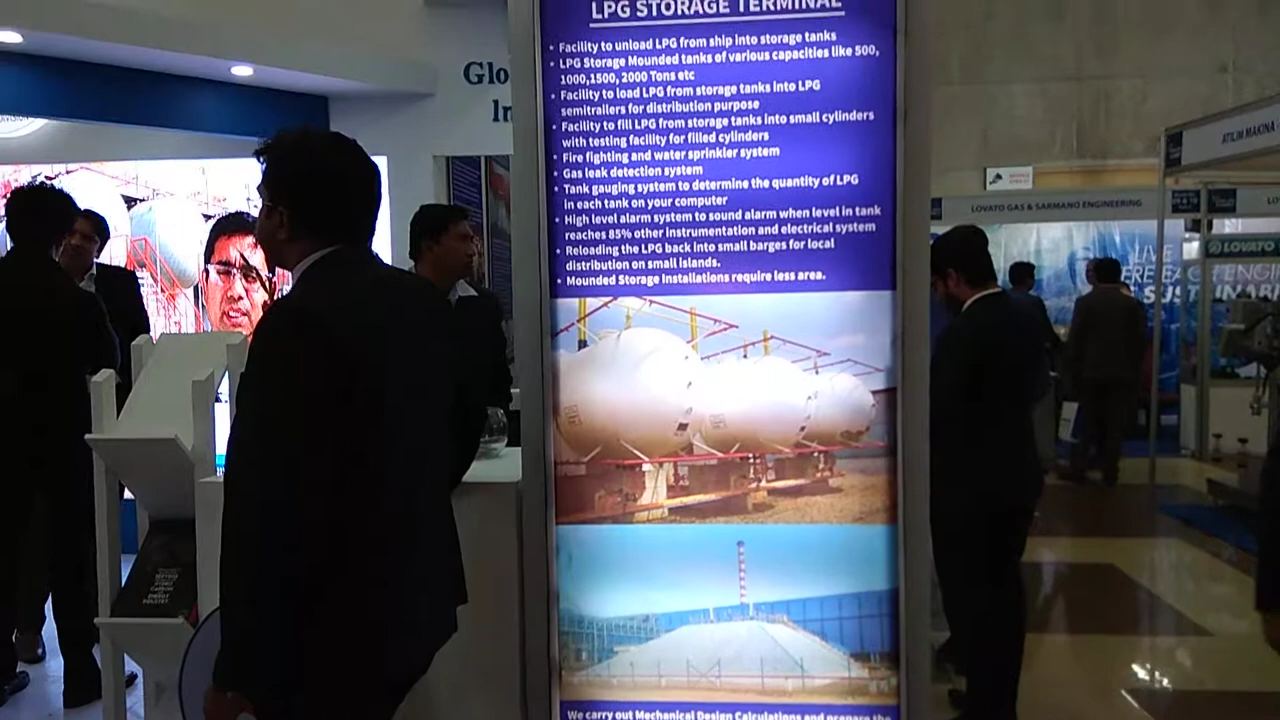 LPG STORAGE TERMINAL
• Facility to unload LPG from ship into storage tanks
• LPG Storage Mounded tanks of various capacities like 500,
1000,1500, 2000 Tons etc
• Facility to load LPG from storage tanks into LPG
semitrailers for distribution purpose
• Facility to fill LPG from storage tanks into small cylinders
with testing facility for filled cylinders
• Fire fighting and water sprinkler system
• Gas leak detection system
• Tank gauging system to determine the quantity of LPG
in each tank on your computer
• High level alarm system to sound alarm when level in tank
reaches 85% other instrumentation and electrical system
• Reloading the LPG back into small barges for local
distribution on small islands.
• Mounded Storage Installations require less area.
We carry out Mechanical Design Calculations and prepare the
Glo
In
ATILIM MAKINA
LOVATO GAS & SARMANO ENGINEERING
LOVATO
LIVE